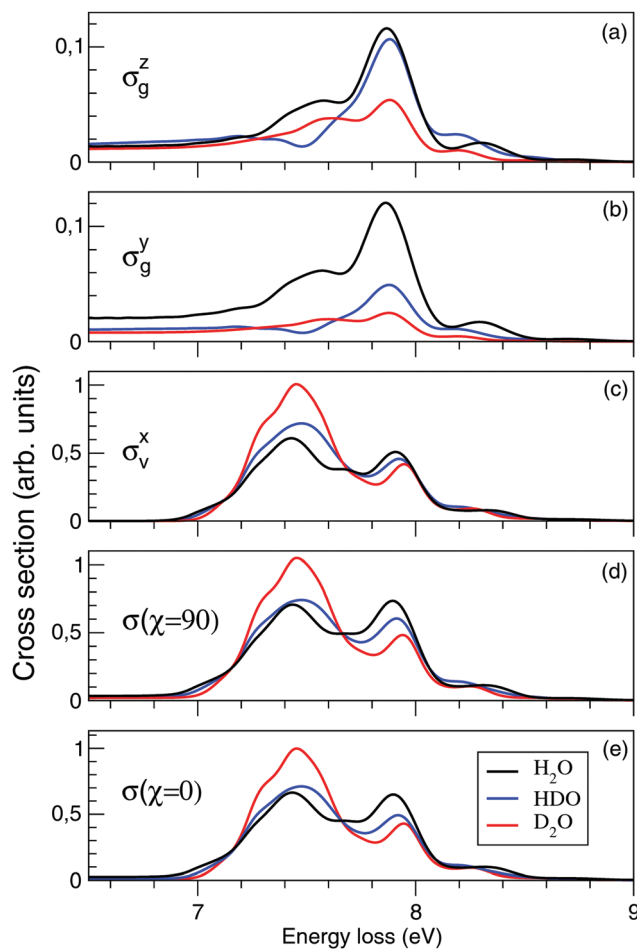 0,1
(a)
σ_g^z
0
0,1
(b)
σ_g^y
0
1
(c)
σ_v^x
0,5
0
1
(d)
σ(χ=90)
0,5
0
1
(e)
σ(χ=0)
0,5
H₂O
HDO
D₂O
0
7 8 9
Energy loss (eV)
Cross section (arb. units)